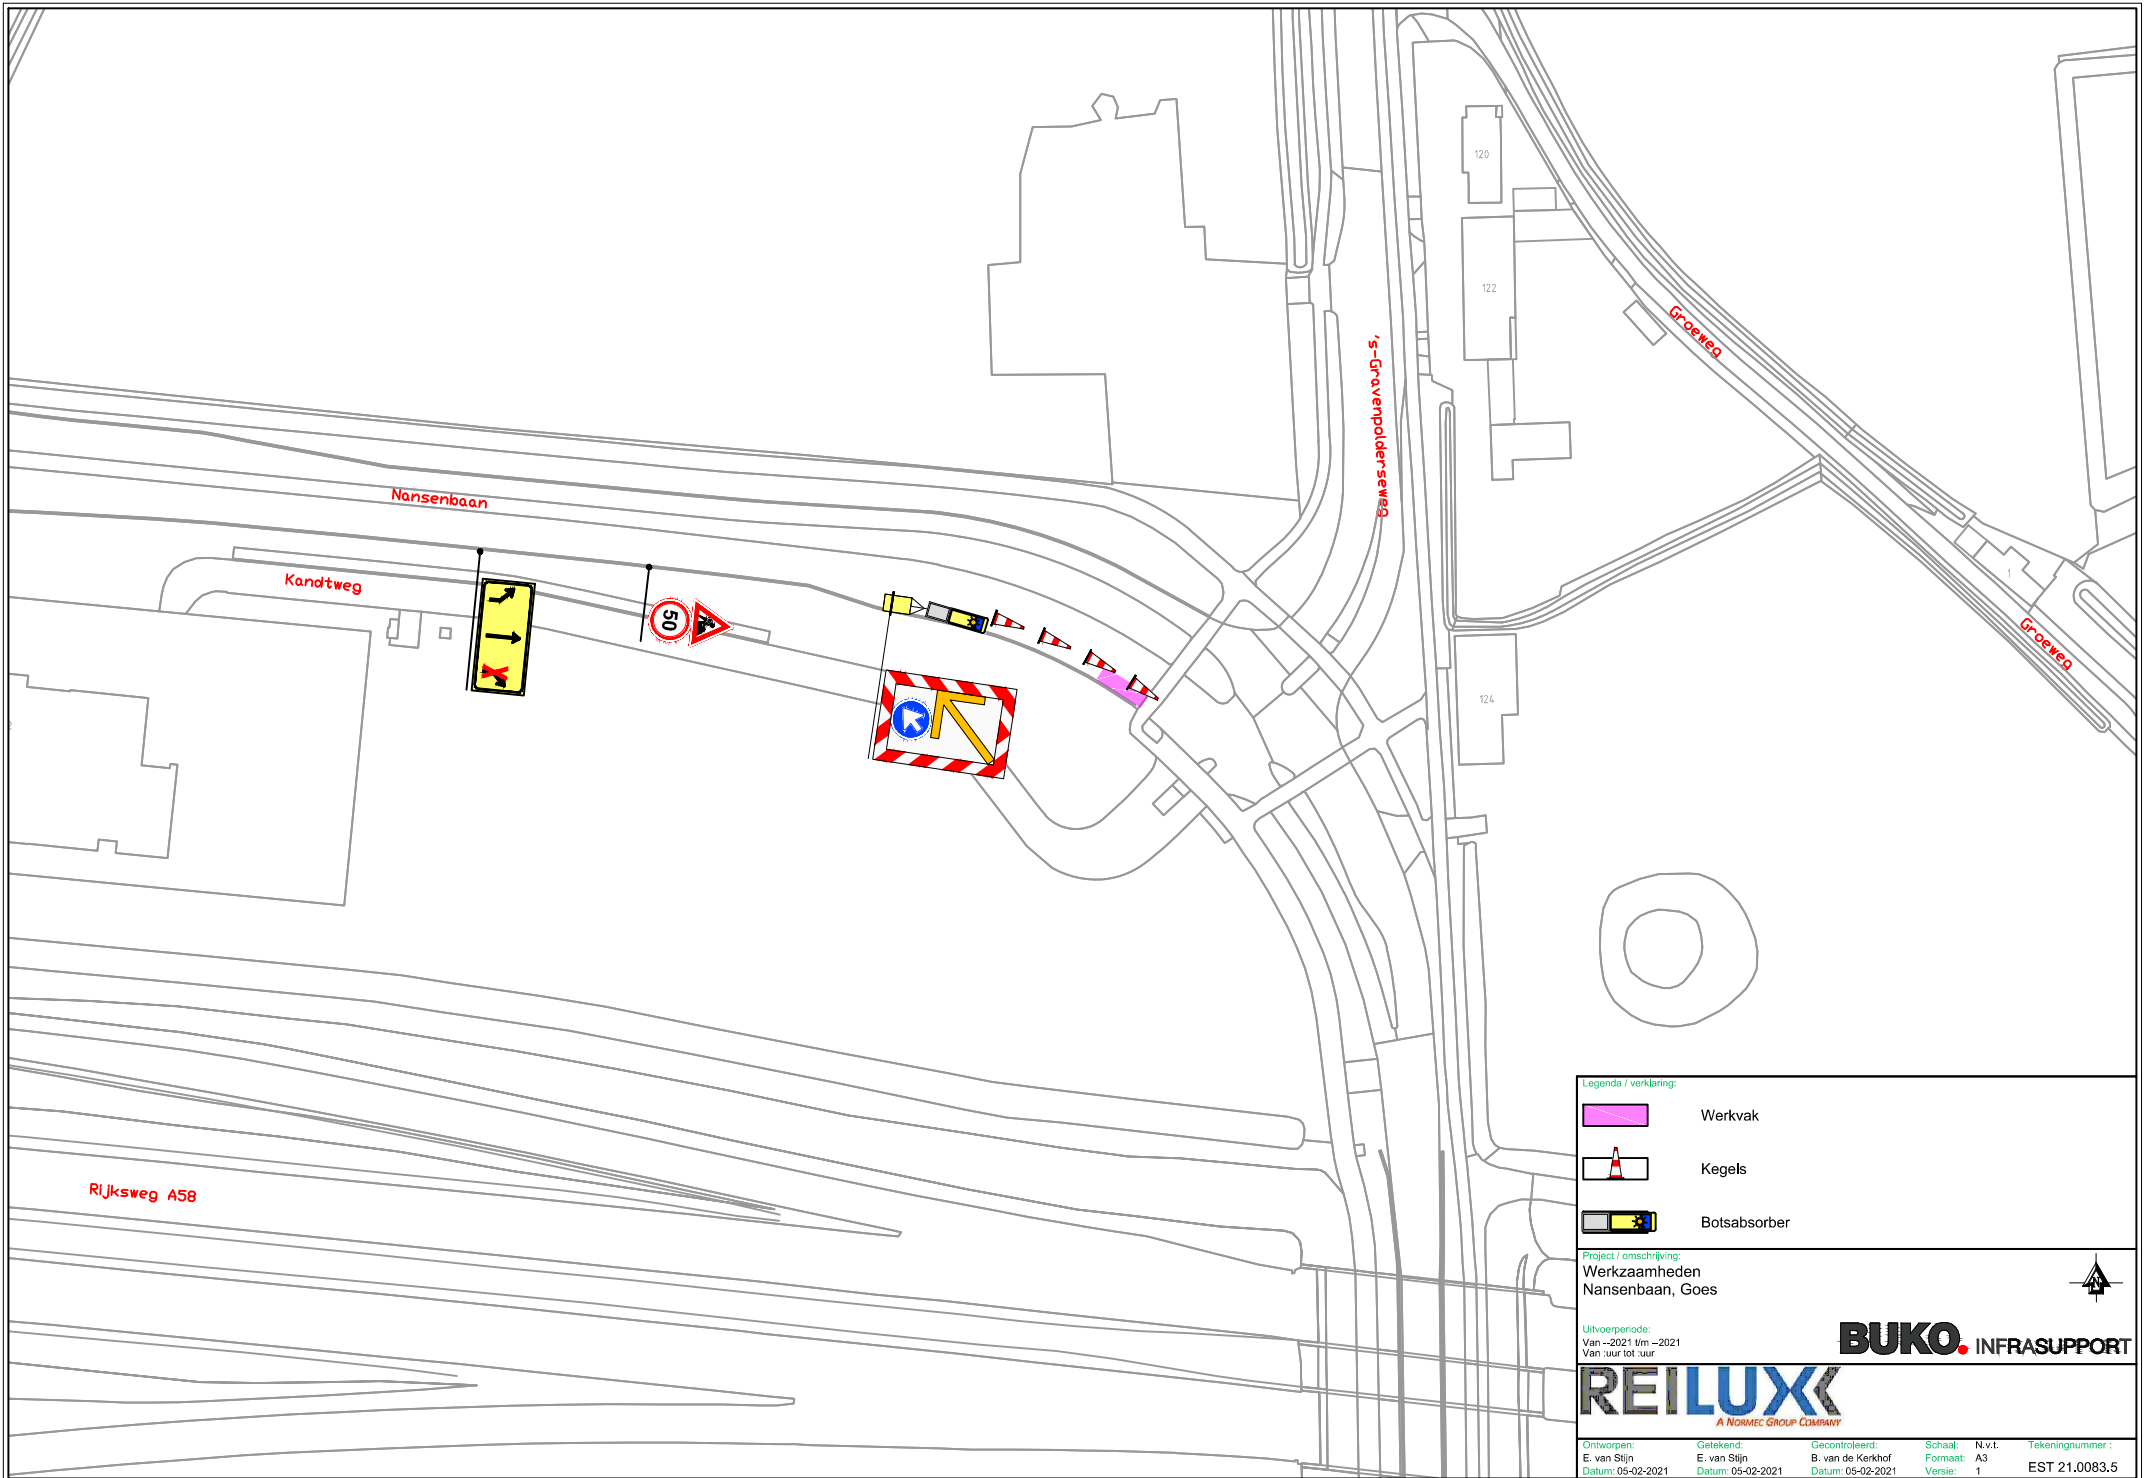 120
122
Groeweg
's-Gravenpolderseweg
Nansenbaan
Kandtweg
50
1
Groeweg
124
Rijksweg A58
Legenda / verklaring:
Werkvak
Kegels
Botsabsorber
Project / omschrijving:
Werkzaamheden
Nansenbaan, Goes
N
Uitvoerperiode:
Van --2021 t/m --2021
Van :uur tot :uur
BUKO. INFRASUPPORT
REILUX
A NORMEC GROUP COMPANY
Ontworpen: Getekend: Gecontroleerd: Schaal: N.v.t. Tekeningnummer :
E. van Stijn E. van Stijn B. van de Kerkhof Formaat: A3
Datum: 05-02-2021 Datum: 05-02-2021 Datum: 05-02-2021 Versie: 1 EST 21.0083.5